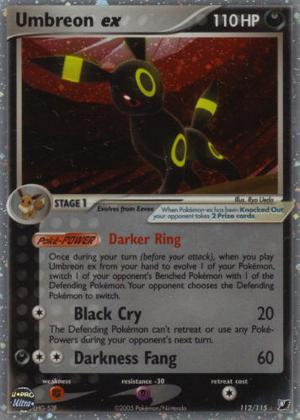 Umbreon ex 110 HP
Illus. Ryo Ueda
STAGE 1
Evolves from Eevee
When Pokémon-ex has been Knocked Out
your opponent takes 2 Prize cards.
Poké-POWER Darker Ring
Once during your turn (before your attack), when you play
Umbreon ex from your hand to evolve 1 of your Pokémon,
switch 1 of your opponent's Benched Pokémon with 1 of the
Defending Pokémon. Your opponent chooses the Defending
Pokémon to switch.
Black Cry 20
The Defending Pokémon can't retreat or use any Poké-
Powers during your opponent's next turn.
Darkness Fang 60
weakness resistance -30 retreat cost
PRO
Ultra
©2005 Pokémon/Nintendo 112/115